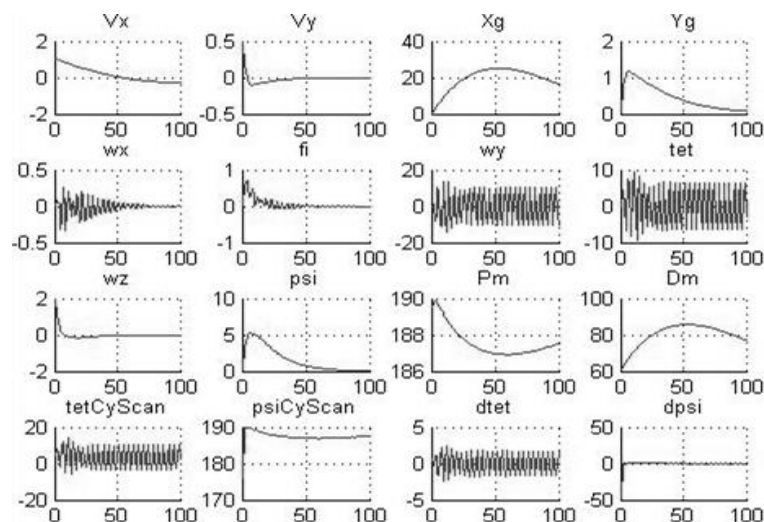 Vx Vy Xg Yg
2 0.5 40 2
0 0 20 1
-2 -0.5 0 0
0 50 100 0 50 100 0 50 100 0 50 100
wx fi wy tet
0.5 1 20 10
0 0 0 0
-0.5 -1 -20 -10
0 50 100 0 50 100 0 50 100 0 50 100
wz psi Pm Dm
2 10 190 100
0 5 188 80
-2 0 186 60
0 50 100 0 50 100 0 50 100 0 50 100
tetCyScan psiCyScan dtet dpsi
20 190 5 50
0 180 0 0
-20 170 -5 -50
0 50 100 0 50 100 0 50 100 0 50 100